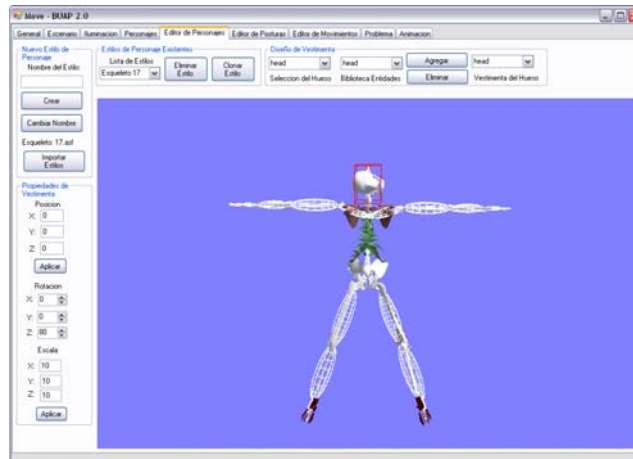 Move - BUAP 2.0
General Escenario Iluminacion Personajes Editor de Personajes Editor de Posturas Editor de Movimientos Problema Animacion
Nuevo Estilo de Personaje
Nombre del Estilo
Crear
Cambiar Nombre
Esqueleto: 17.asf
Importar Estilos
Estilos de Personaje Existentes
Lista de Estilos
Esqueleto 17
Eliminar Estilo
Clonar Estilo
Diseño de Vestimenta
head head Agregar head
Seleccion del Hueso Biblioteca Entidades Eliminar Vestimenta del Hueso
Propiedades de Vestimenta
Posicion
X: 0
Y: 0
Z: 0
Aplicar
Rotacion
X: 0
Y: 0
Z: 80
Escala
X: 10
Y: 10
Z: 10
Aplicar